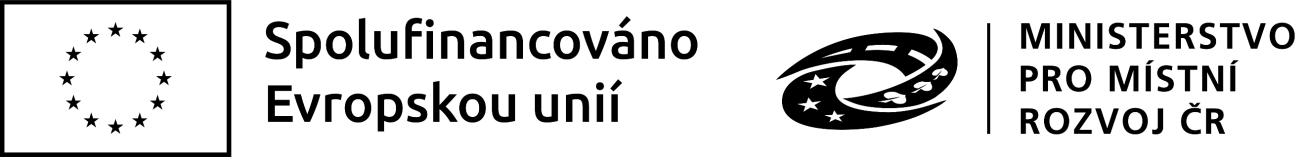 Spolufinancováno
Evropskou unií
MINISTERSTVO
PRO MÍSTNÍ
ROZVOJ ČR